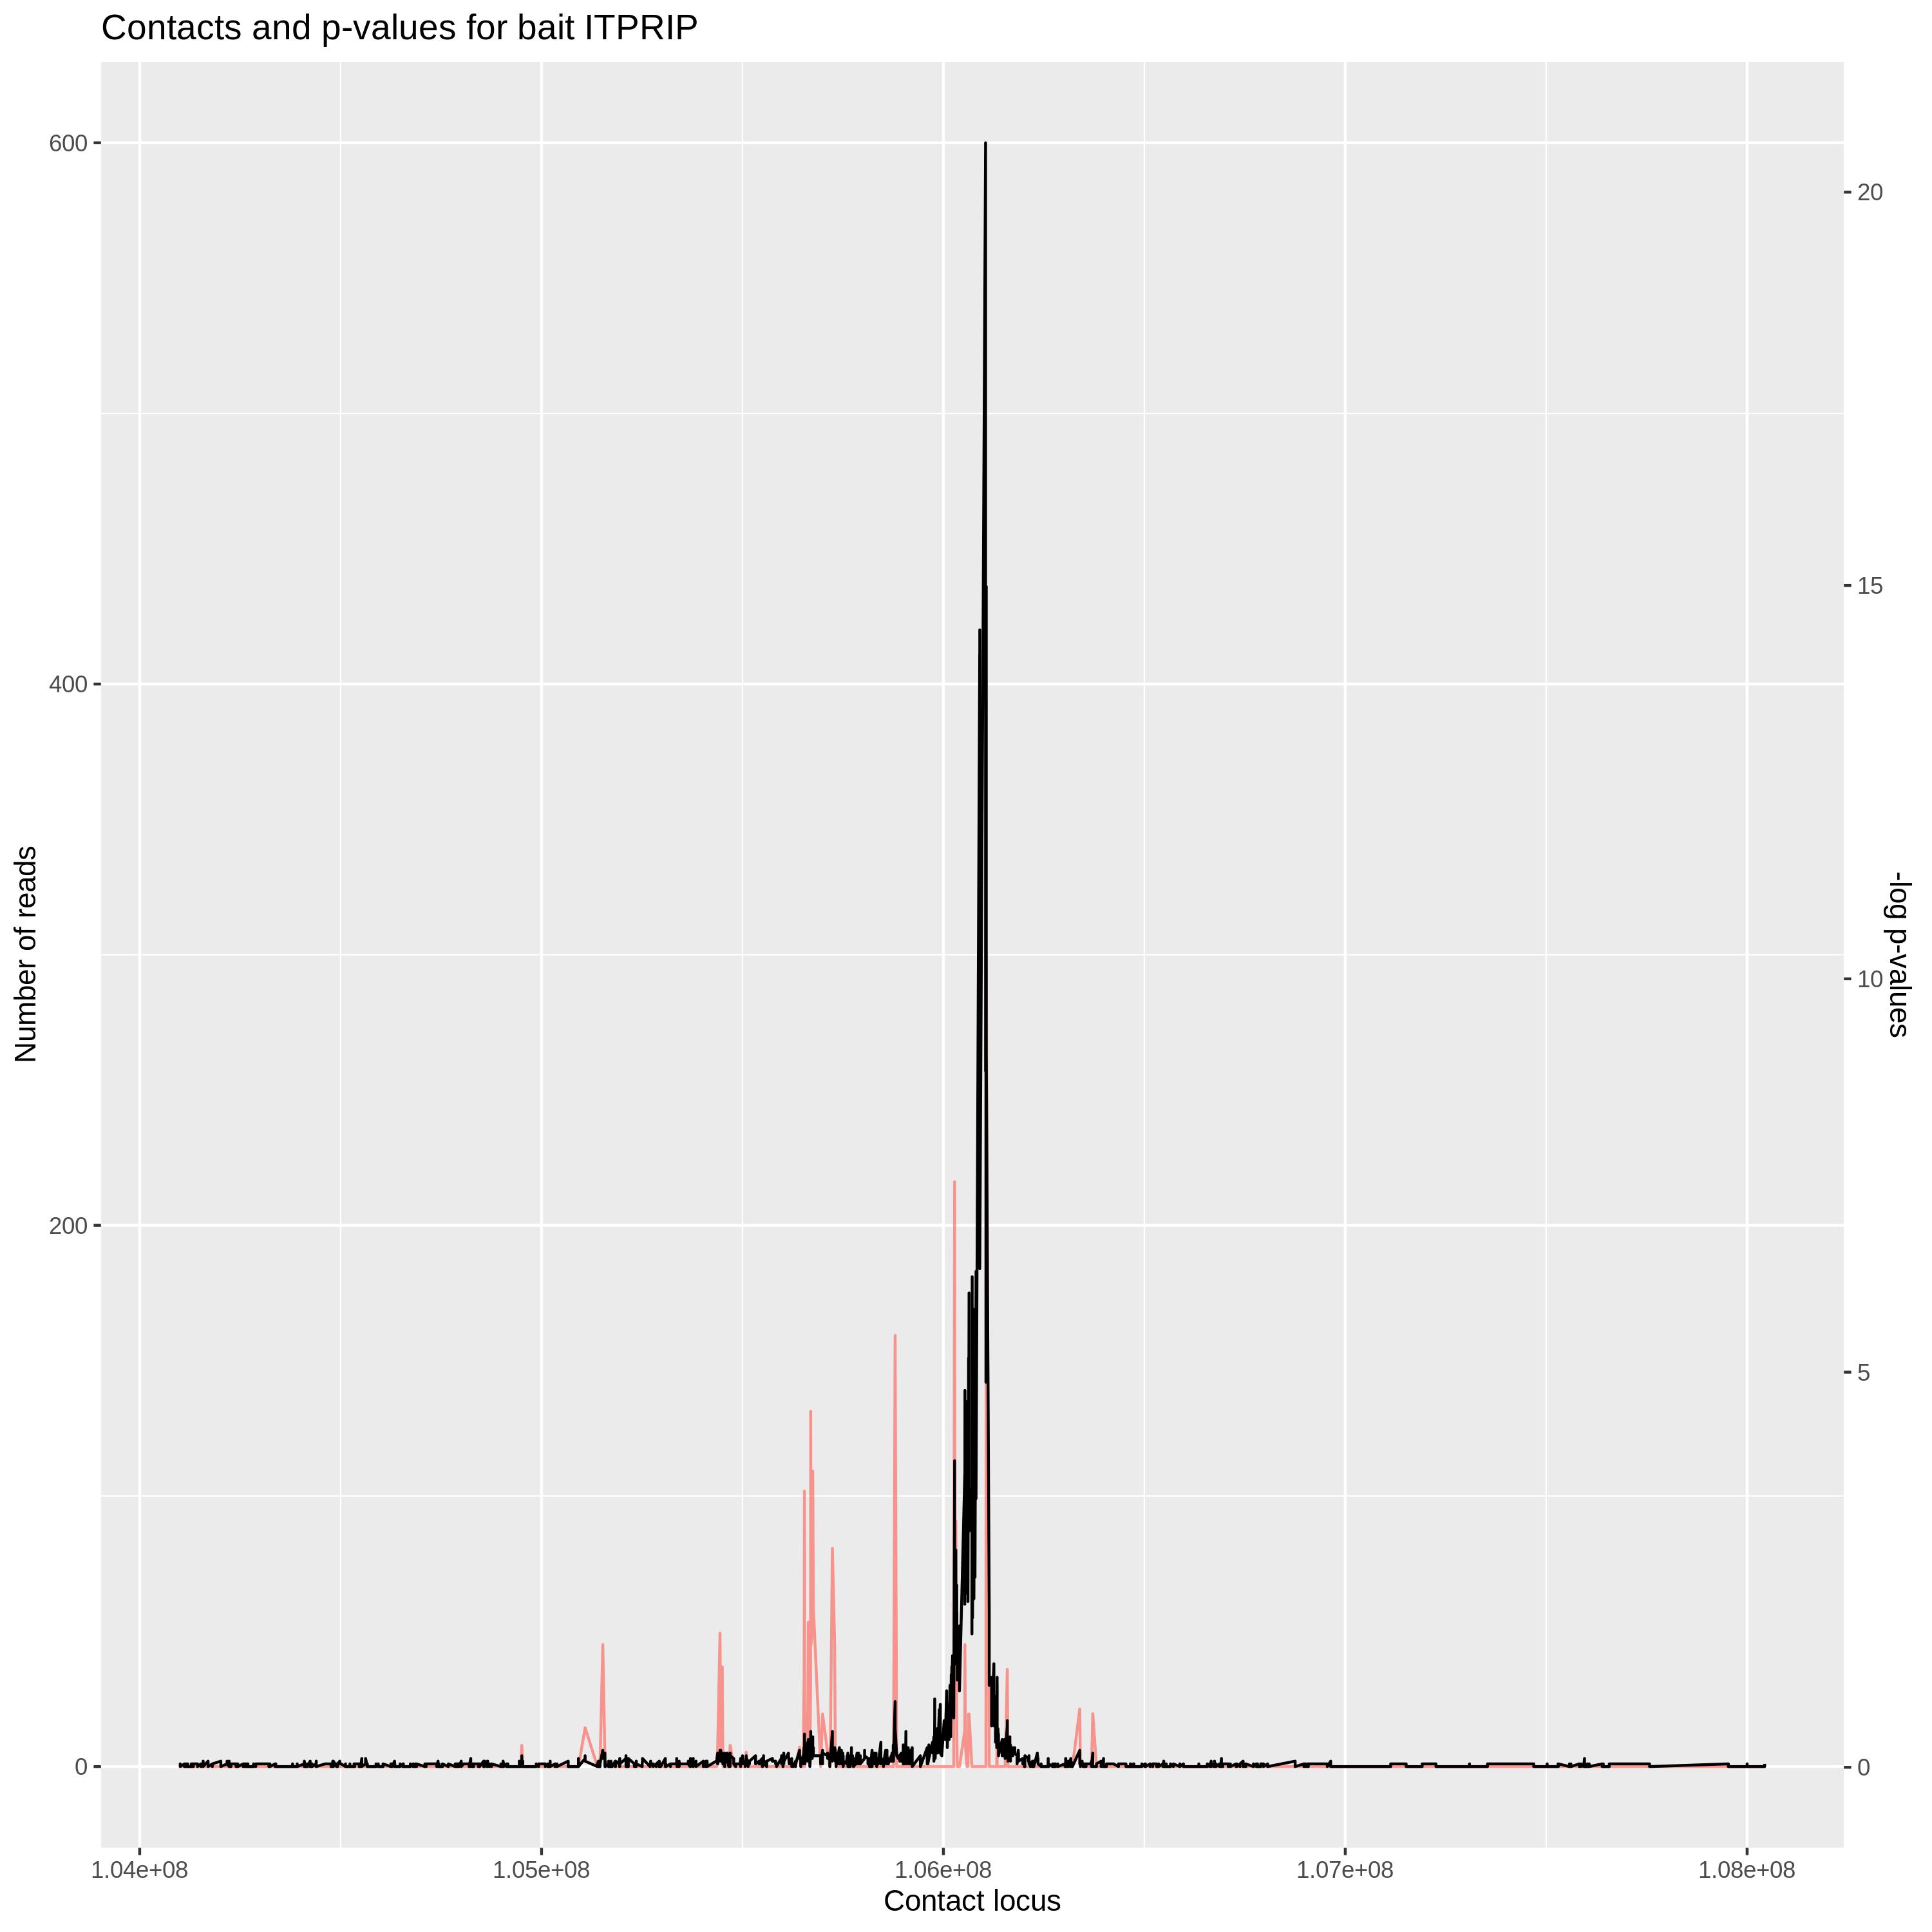 Contacts and p-values for bait ITPRIP
600
400
200
0
Number of reads
20
15
10
5
0
-log p-values
1.04e+08
1.05e+08
1.06e+08
1.07e+08
1.08e+08
Contact locus